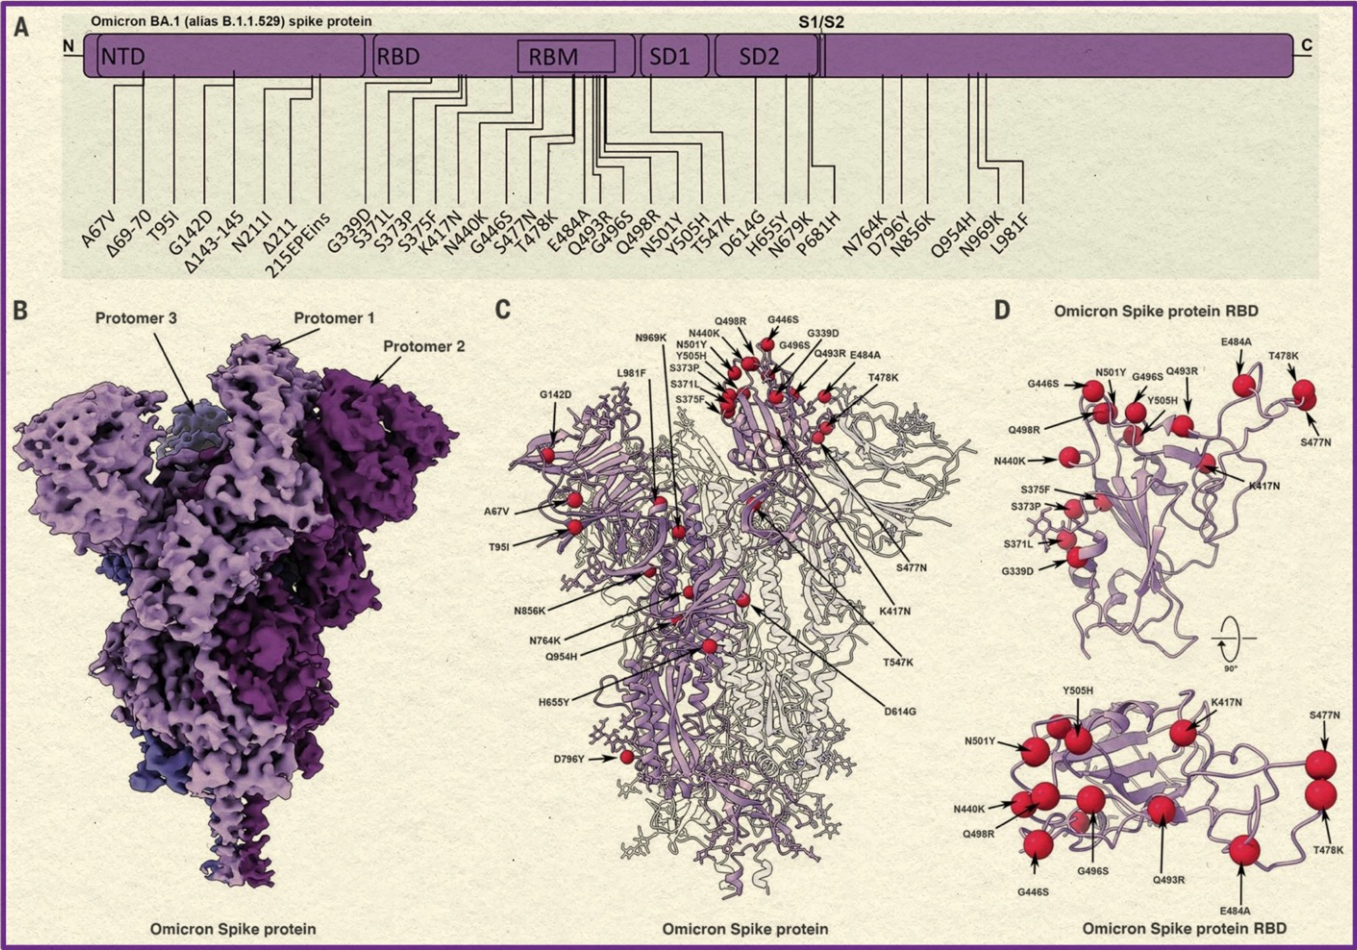 A
Omicron BA.1 (alias B.1.1.529) spike protein
S1/S2
N
NTD
RBD
RBM
SD1
SD2
C
A67V
Δ69-70
T95I
G142D
Δ143-145
N211I
Δ211
215EPEins
G339D
S371L
S373P
S375F
K417N
N440K
G446S
S477N
T478K
E484A
Q493R
G496S
Q498R
N501Y
Y505H
T547K
D614G
H655Y
N679K
P681H
N764K
D796Y
N856K
Q954H
N969K
L981F
B
Protomer 3
Protomer 1
Protomer 2
Omicron Spike protein
C
Q498R
G446S
N440K
G339D
N969K
N501Y
G496S
Y505H
Q493R
E484A
S373P
L981F
S371L
T478K
G142D
S375F
A67V
T95I
S477N
N856K
K417N
N764K
Q954H
T547K
H655Y
D614G
D796Y
Omicron Spike protein
D
Omicron Spike protein RBD
E484A
T478K
G446S
N501Y
G496S
Q493R
Y505H
Q498R
S477N
N440K
K417N
S375F
S373P
S371L
G339D
90°
Y505H
K417N
S477N
N501Y
N440K
Q498R
T478K
G446S
G496S
Q493R
E484A
Omicron Spike protein RBD